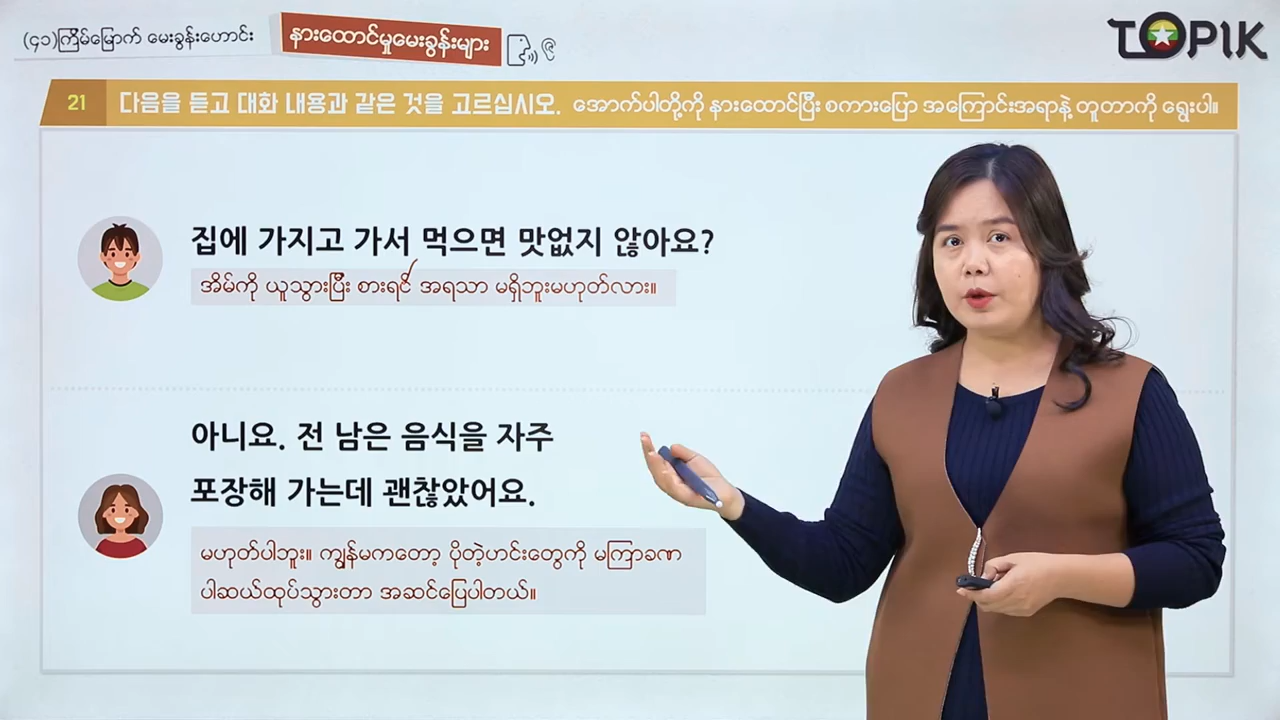 (၄၁)ကြိမ်မြောက် မေးခွန်းဟောင်း
နားထောင်မှုမေးခွန်းများ
TOPIK
21 다음을 듣고 대화 내용과 같은 것을 고르십시오. အောက်ပါတို့ကို နားထောင်ပြီး စကားပြော အကြောင်းအရာနဲ့ တူတာကို ရွေးပါ။
집에 가지고 가서 먹으면 맛없지 않아요?
အိမ်ကို ယူသွားပြီး စားရင် အရသာ မရှိဘူးမဟုတ်လား။
아니요. 전 남은 음식을 자주
포장해 가는데 괜찮았어요.
မဟုတ်ပါဘူး။ ကျွန်မကတော့ ပိုတဲ့ဟင်းတွေကို မကြာခဏ
ပါဆယ်ထုပ်သွားတာ အဆင်ပြေပါတယ်။